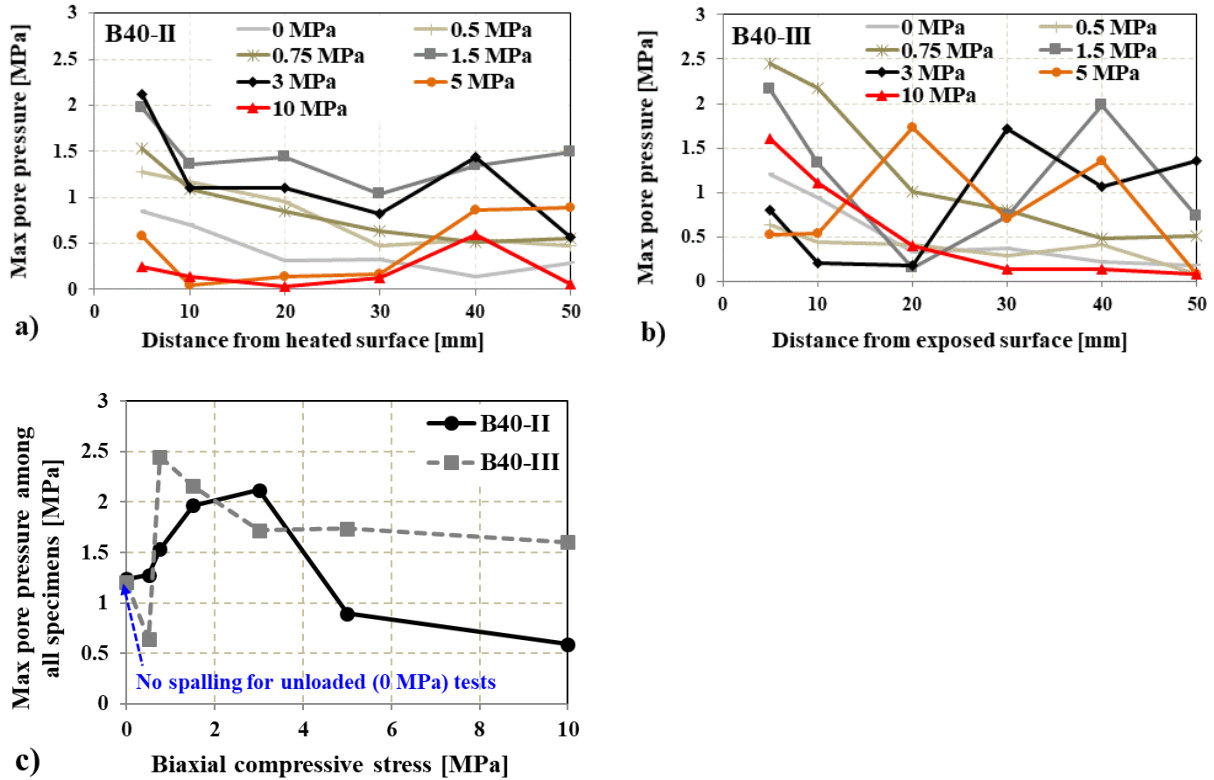 Max pore pressure [MPa]
3
2.5
2
1.5
1
0.5
0
B40-II
0 MPa
0.5 MPa
0.75 MPa
1.5 MPa
3 MPa
5 MPa
10 MPa
0
10
20
30
40
50
a)
Distance from heated surface [mm]
Max pore pressure [MPa]
3
2.5
2
1.5
1
0.5
0
B40-III
0 MPa
0.5 MPa
0.75 MPa
1.5 MPa
3 MPa
5 MPa
10 MPa
0
10
20
30
40
50
b)
Distance from exposed surface [mm]
Max pore pressure among
all specimens [MPa]
3
2.5
2
1.5
1
0.5
0
B40-II
B40-III
No spalling for unloaded (0 MPa) tests
0
2
4
6
8
10
c)
Biaxial compressive stress [MPa]